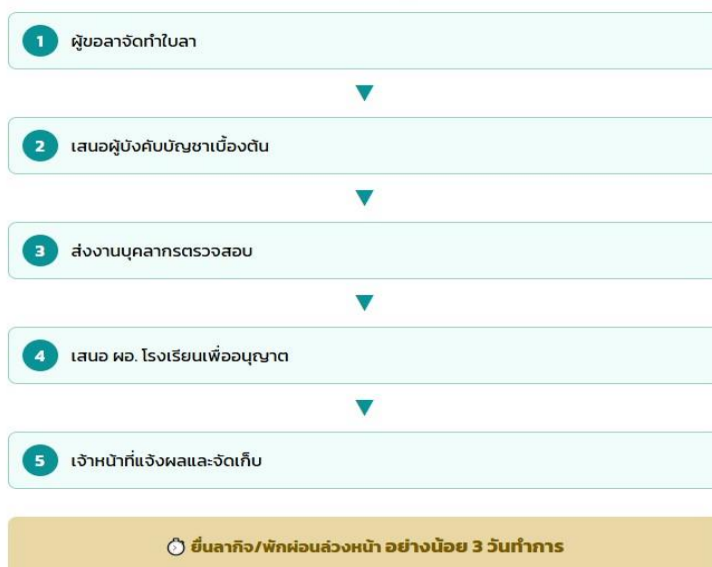 1 ผู้ขอลาจัดทำใบลา
2 เสนอผู้บังคับบัญชาเบื้องต้น
3 ส่งงานบุคลากรตรวจสอบ
4 เสนอ ผอ. โรงเรียนเพื่ออนุญาต
5 เจ้าหน้าที่แจ้งผลและจัดเก็บ
ยื่นลากิจ/พักผ่อนล่วงหน้า อย่างน้อย 3 วันทำการ